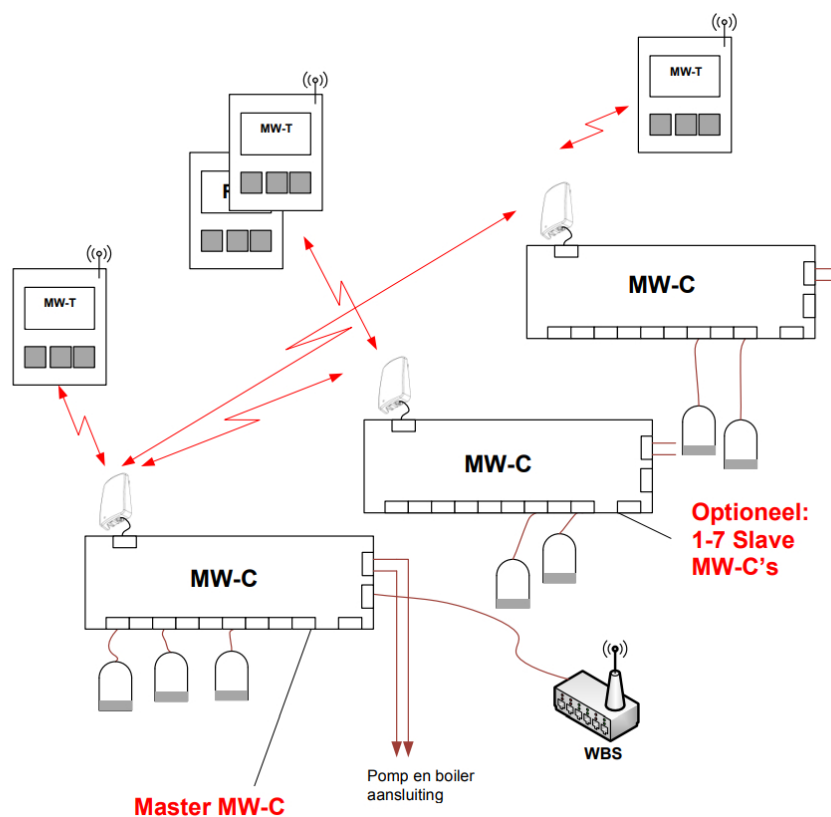 MW-T
MW-T
F
MW-T
MW-C
MW-C
Optioneel:
1-7 Slave
MW-C's
MW-C
WBS
Pomp en boiler
aansluiting
Master MW-C